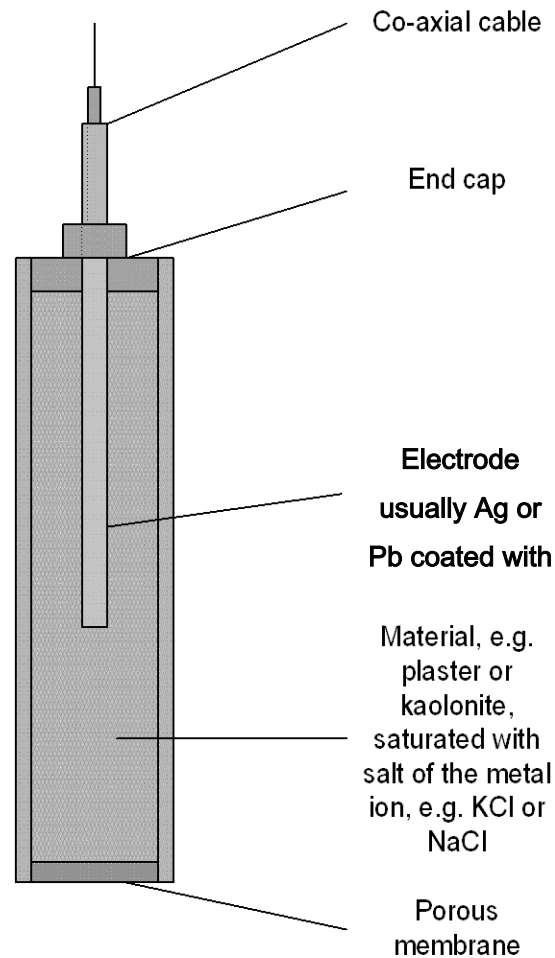 Co-axial cable
End cap
Electrode
usually Ag or
Pb coated with
Material, e.g.
plaster or
kaolonite,
saturated with
salt of the metal
ion, e.g. KCl or
NaCl
Porous
membrane